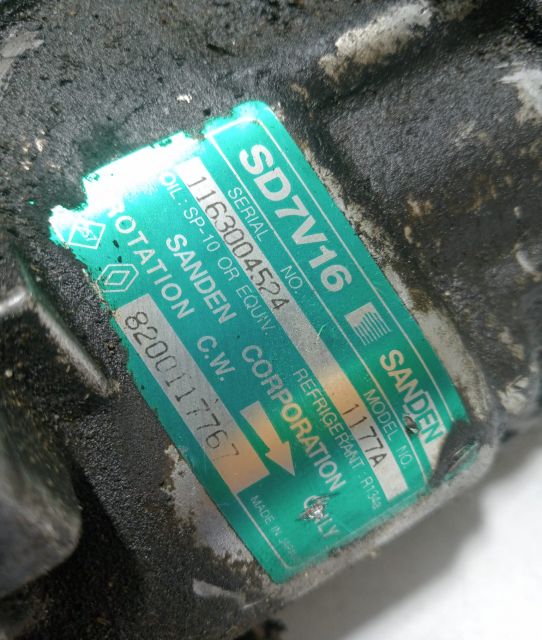 SD7V16 SANDEN
SERIAL NO. MODEL NO.
1163004524 1177A
OIL: SP-10 OR EQUIV. REFRIGERANT - R134a
SANDEN CORPORATION ONLY
ROTATION C.W.
8200117767
MADE IN JAPAN